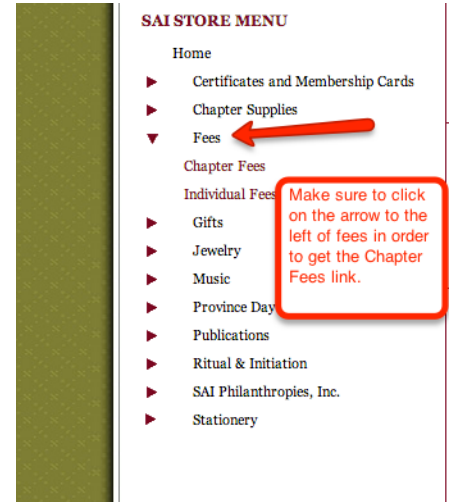 SAI STORE MENU
Home
Certificates and Membership Cards
Chapter Supplies
Fees
Chapter Fees
Individual Fees
Make sure to click
on the arrow to the
left of fees in order
to get the Chapter
Fees link.
Gifts
Jewelry
Music
Province Day
Publications
Ritual & Initiation
SAI Philanthropies, Inc.
Stationery